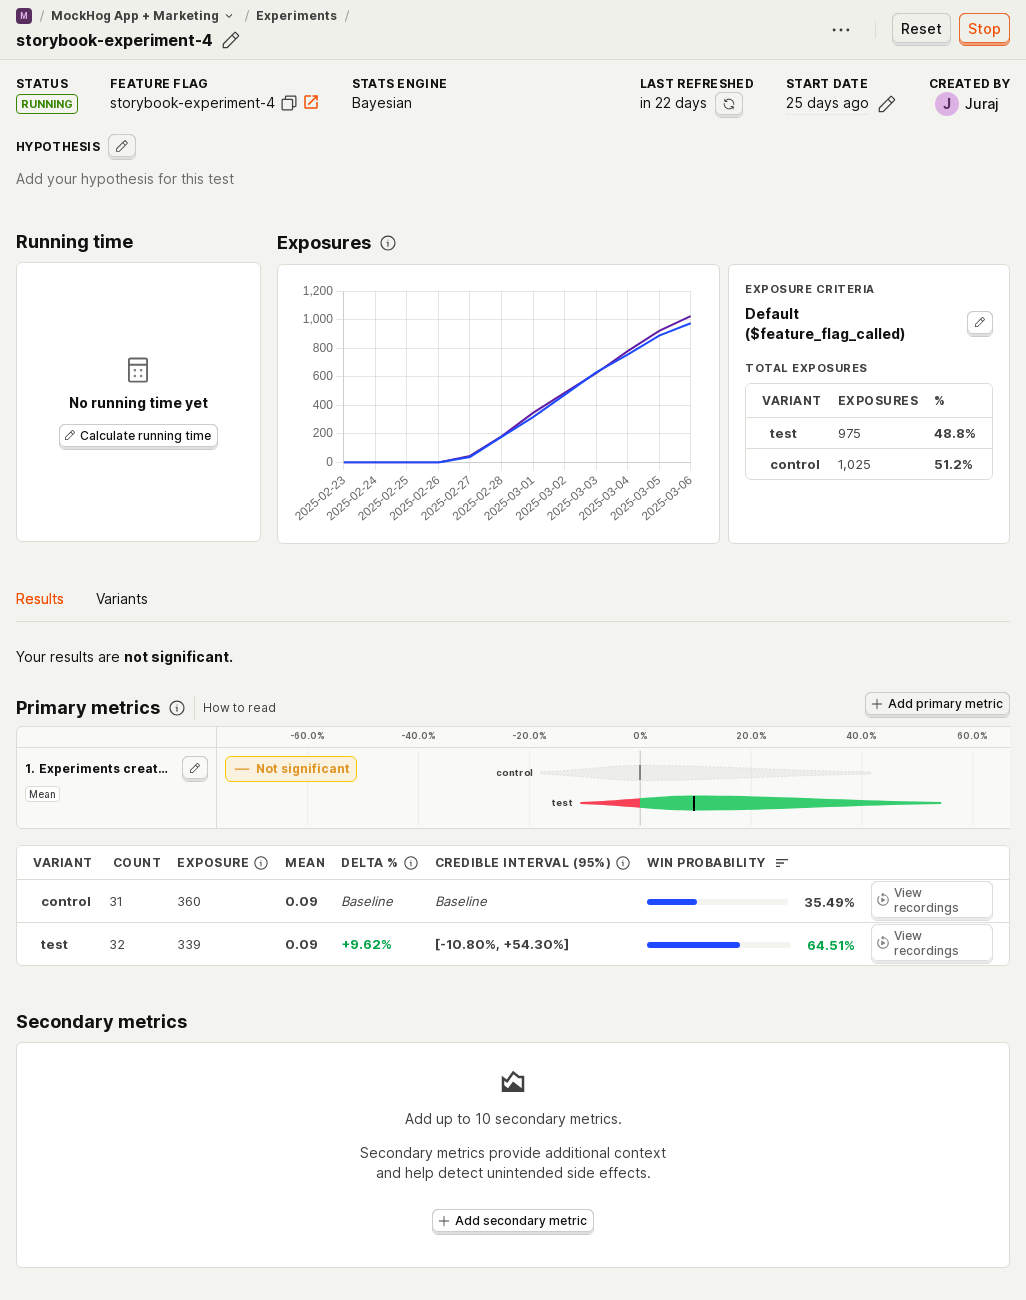 M / MockHog App + Marketing / Experiments /
storybook-experiment-4
Reset
Stop
STATUS
RUNNING
FEATURE FLAG
storybook-experiment-4
STATS ENGINE
Bayesian
LAST REFRESHED
in 22 days
START DATE
25 days ago
CREATED BY
J Juraj
HYPOTHESIS
Add your hypothesis for this test
Running time
No running time yet
Calculate running time
Exposures
1,200
1,000
800
600
400
200
0
2025-02-23
2025-02-24
2025-02-25
2025-02-26
2025-02-27
2025-02-28
2025-03-01
2025-03-02
2025-03-03
2025-03-04
2025-03-05
2025-03-06
EXPOSURE CRITERIA
Default
($feature_flag_called)
TOTAL EXPOSURES
VARIANT EXPOSURES %
test 975 48.8%
control 1,025 51.2%
Results Variants
Your results are not significant.
Primary metrics How to read
Add primary metric
-60.0% -40.0% -20.0% 0% 20.0% 40.0% 60.0%
1. Experiments creat...
Mean
— Not significant
control
test
VARIANT COUNT EXPOSURE MEAN DELTA % CREDIBLE INTERVAL (95%) WIN PROBABILITY
control 31 360 0.09 Baseline Baseline 35.49% View
recordings
test 32 339 0.09 +9.62% [-10.80%, +54.30%] 64.51% View
recordings
Secondary metrics
Add up to 10 secondary metrics.
Secondary metrics provide additional context
and help detect unintended side effects.
Add secondary metric